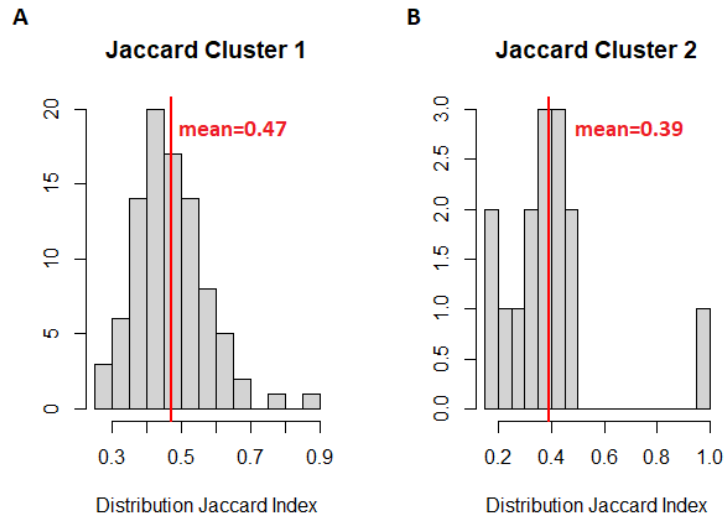 A
Jaccard Cluster 1
mean=0.47
20
15
10
5
0
0.3 0.5 0.7 0.9
Distribution Jaccard Index
B
Jaccard Cluster 2
mean=0.39
3.0
2.5
2.0
1.5
1.0
0.5
0.0
0.2 0.4 0.6 0.8 1.0
Distribution Jaccard Index